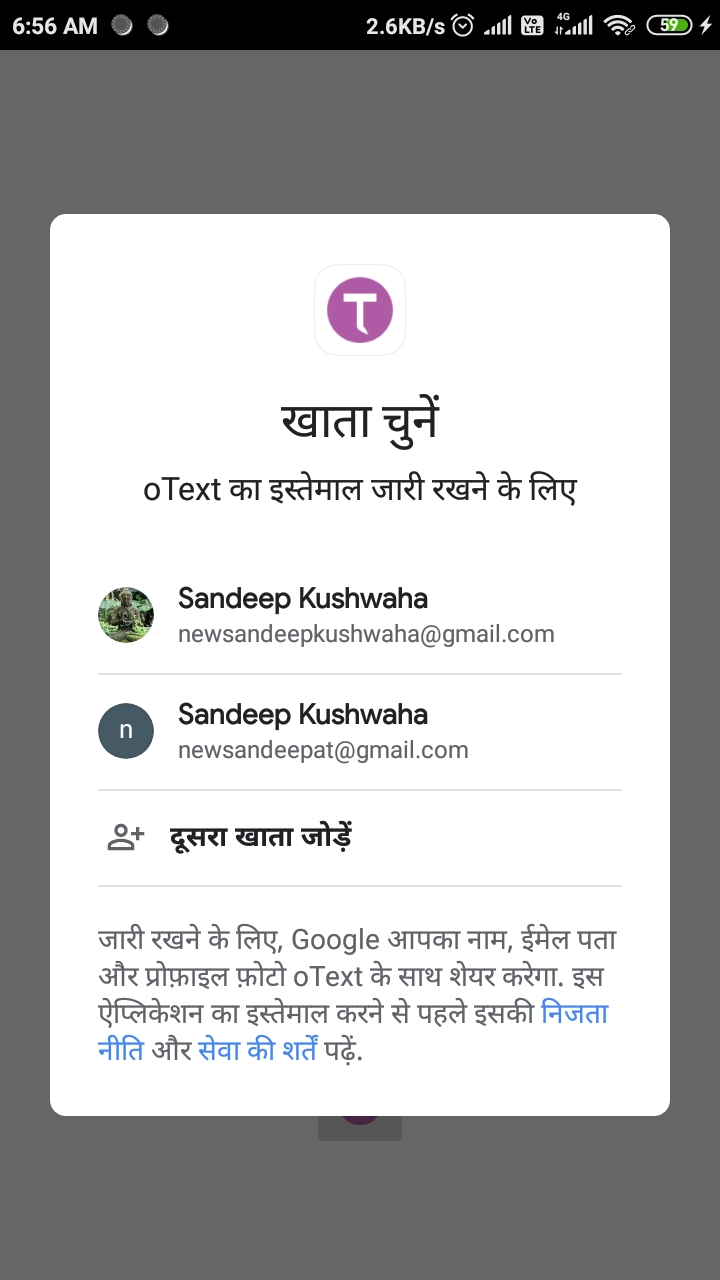 6:56 AM 2.6KB/s Vo LTE 4G 59
T
खाता चुनें
oText का इस्तेमाल जारी रखने के लिए
Sandeep Kushwaha
newsandeepkushwaha@gmail.com
n
Sandeep Kushwaha
newsandeepat@gmail.com
दूसरा खाता जोड़ें
जारी रखने के लिए, Google आपका नाम, ईमेल पता
और प्रोफ़ाइल फ़ोटो oText के साथ शेयर करेगा. इस
ऐप्लिकेशन का इस्तेमाल करने से पहले इसकी निजता
नीति और सेवा की शर्तें पढ़ें.